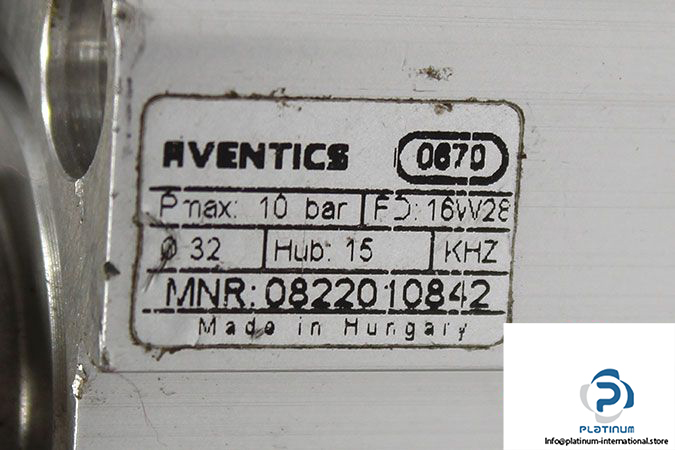 AVENTICS 0670
Pmax: 10 bar FD: 16W28
Ø 32 Hub: 15 KHZ
MNR: 0822010842
Made in Hungary
PLATINUM
Info@platinum-international.store